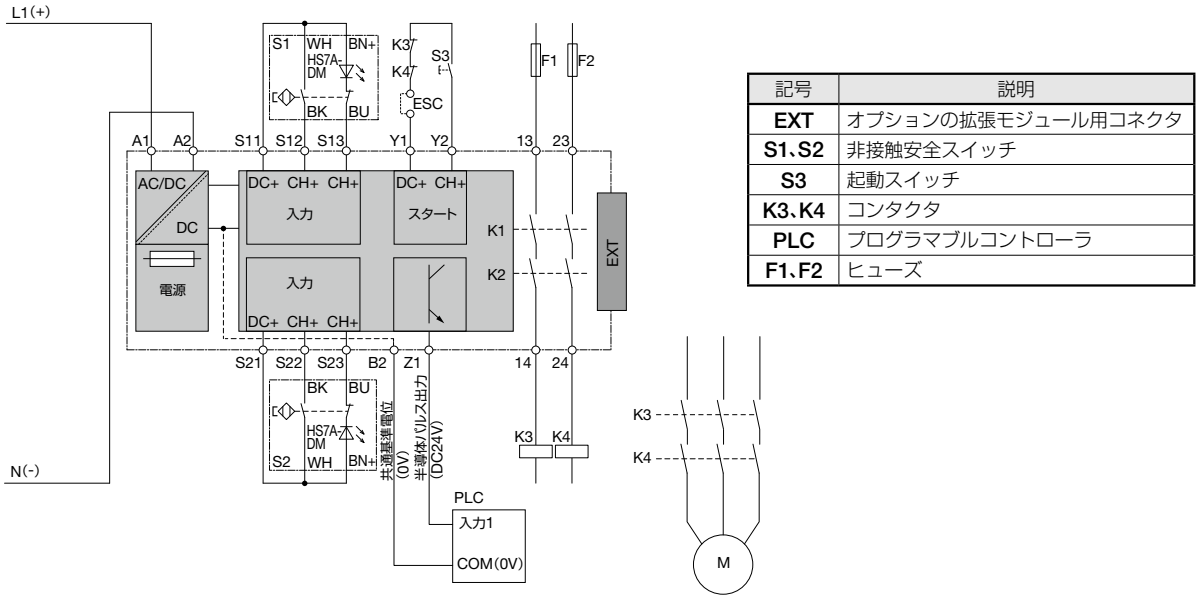 L1(+)
S1 WH BN+
HS7A-
DM
BK BU
K3
K4
S3
ESC
F1 F2
A1 A2 S11 S12 S13 Y1 Y2 13 23
AC/DC
DC
電源
DC+ CH+ CH+
入力
DC+ CH+
スタート
K1
K2
EXT
入力
DC+ CH+ CH+
S21 S22 S23 B2 Z1 14 24
BK BU
HS7A-
DM
S2 WH BN+
共通基準電位
(0V)
半導体パルス出力
(DC24V)
K3 K4
N(-)
PLC
入力1
COM(0V)
記号 説明
EXT オプションの拡張モジュール用コネクタ
S1、S2 非接触安全スイッチ
S3 起動スイッチ
K3、K4 コンタクタ
PLC プログラマブルコントローラ
F1、F2 ヒューズ
K3
K4
M